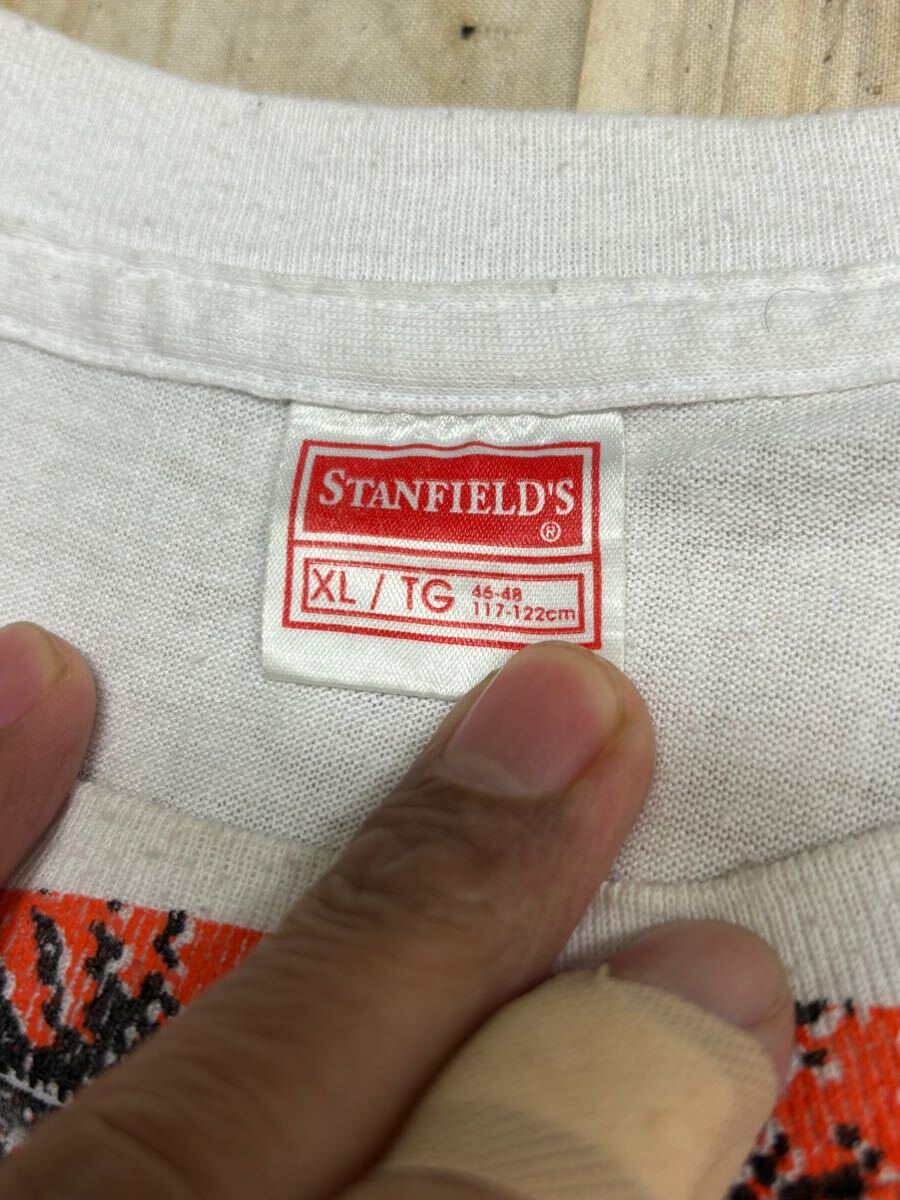 STANFIELD'S
®
XL / TG 46-48
117-122cm